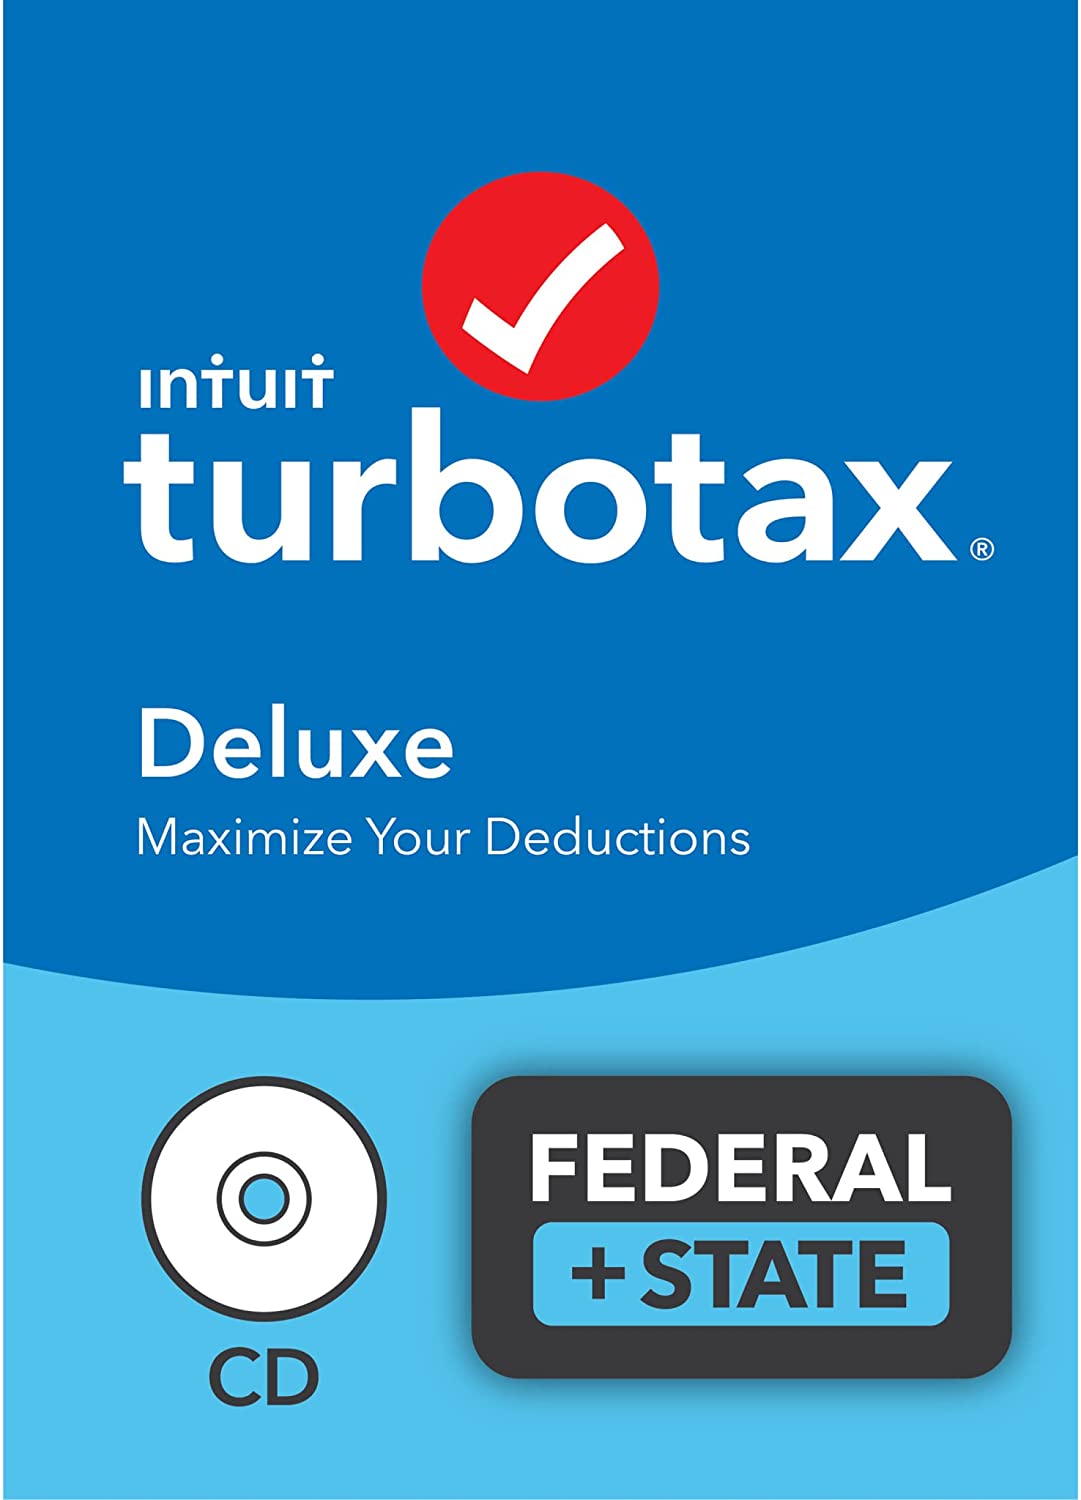 intuit
turbotax®
Deluxe
Maximize Your Deductions
FEDERAL
+STATE
CD